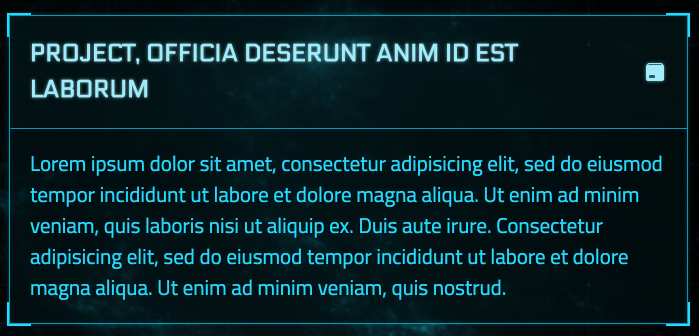 PROJECT, OFFICIA DESERUNT ANIM ID EST
LABORUM
Lorem ipsum dolor sit amet, consectetur adipisicing elit, sed do eiusmod
tempor incididunt ut labore et dolore magna aliqua. Ut enim ad minim
veniam, quis laboris nisi ut aliquip ex. Duis aute irure. Consectetur
adipisicing elit, sed do eiusmod tempor incididunt ut labore et dolore
magna aliqua. Ut enim ad minim veniam, quis nostrud.